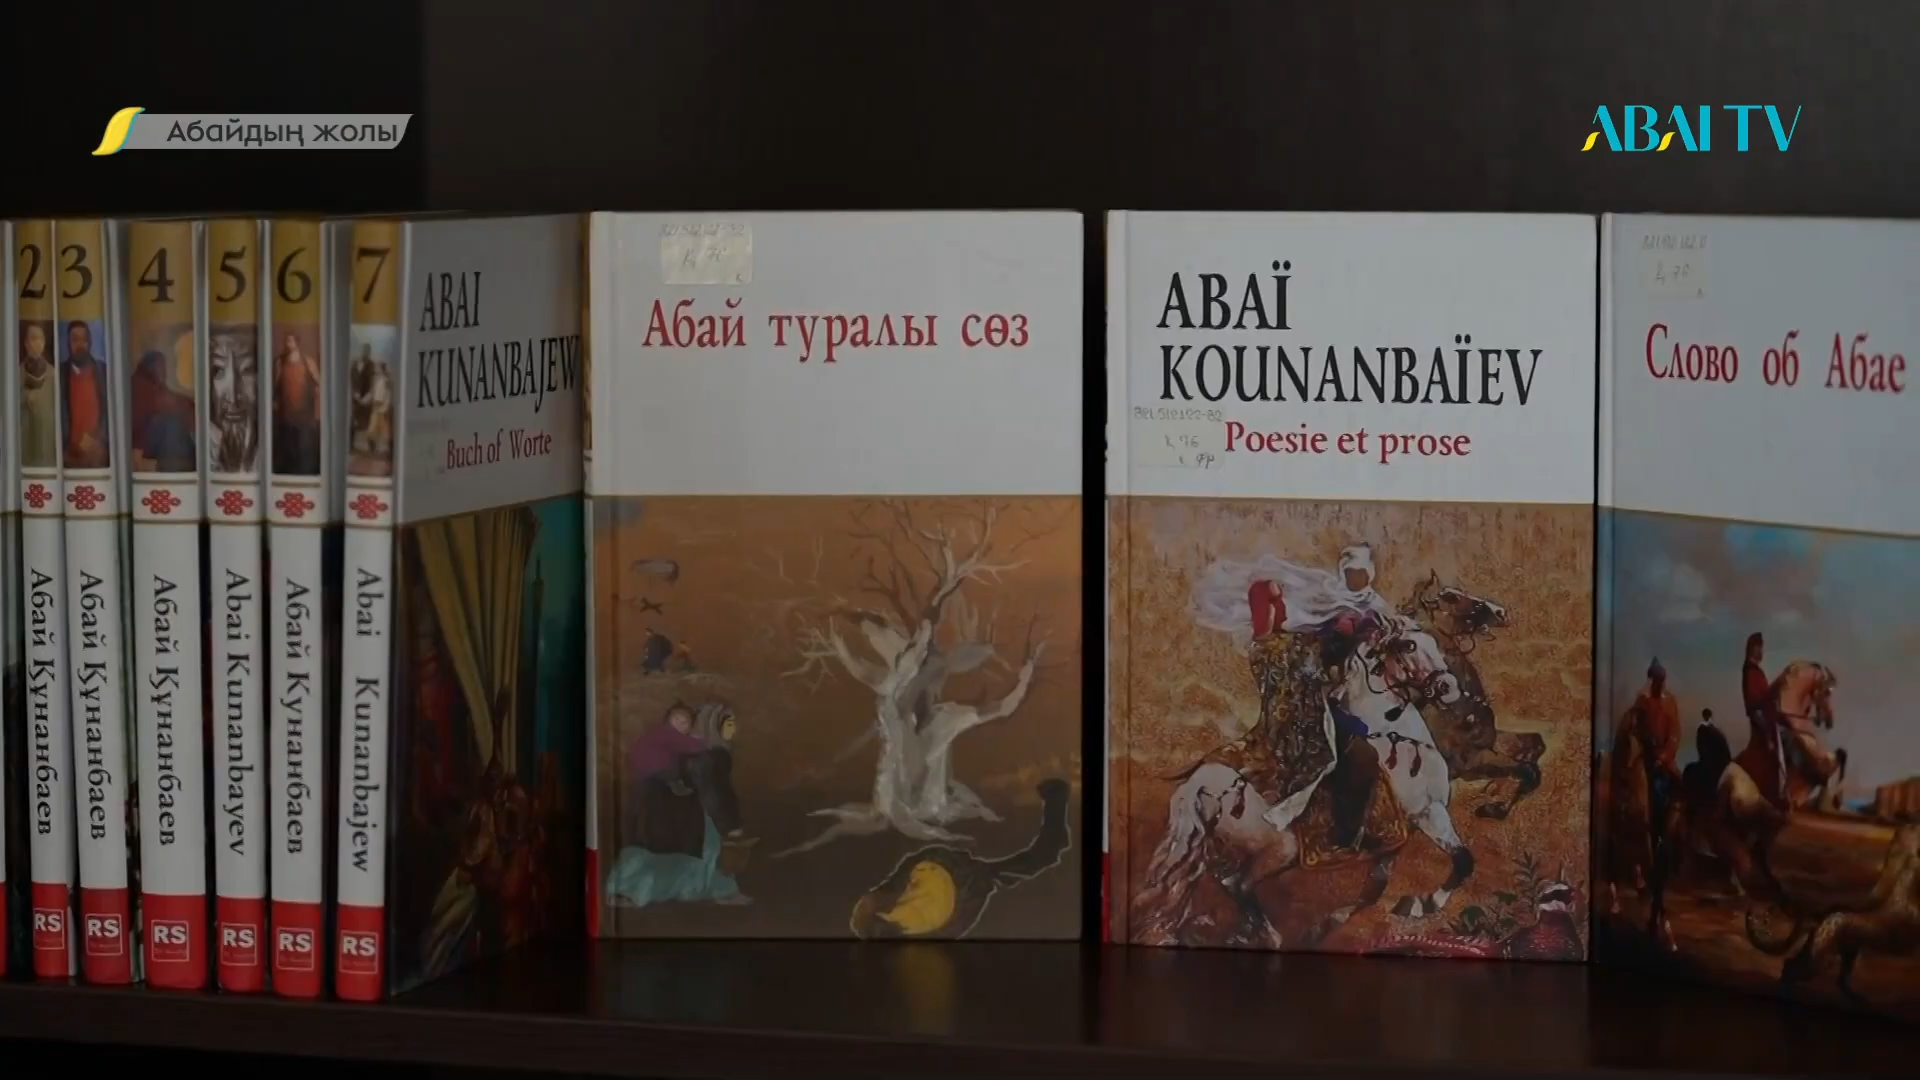 Абайдың жолы
ABAI TV
2
3
4
5
6
7
Абай Құнанбаев
Абай Құнанбаев
Абай Құнанбаев
Abai Kunanbayev
Абай Кунанбаев
Abai Kunanbajew
RS
RS
RS
RS
RS
RS
ABAI
KUNANBAJEW
Buch of Worte
Абай туралы сөз
ABAÏ
KOUNANBAÏEV
Poesie et prose
Слово об Абае